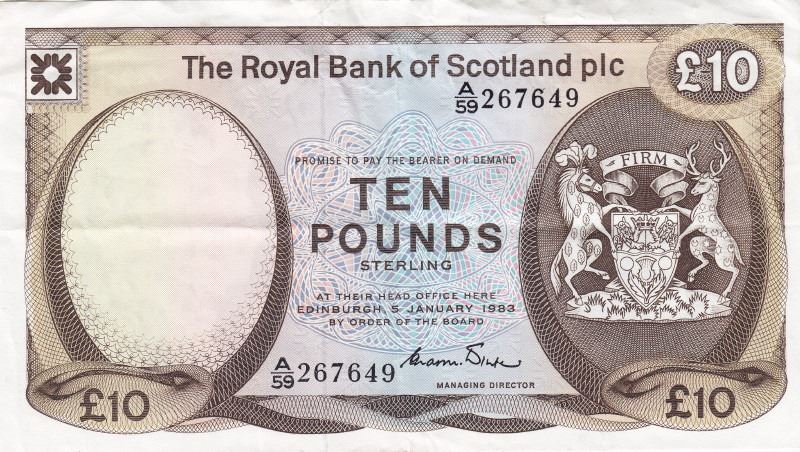 The Royal Bank of Scotland plc
£10
A/59 267649
PROMISE TO PAY THE BEARER ON DEMAND
FIRM
TEN
POUNDS
STERLING
AT THEIR HEAD OFFICE HERE
EDINBURGH, 5 JANUARY 1983
BY ORDER OF THE BOARD
A/59 267649
MANAGING DIRECTOR
£10
£10